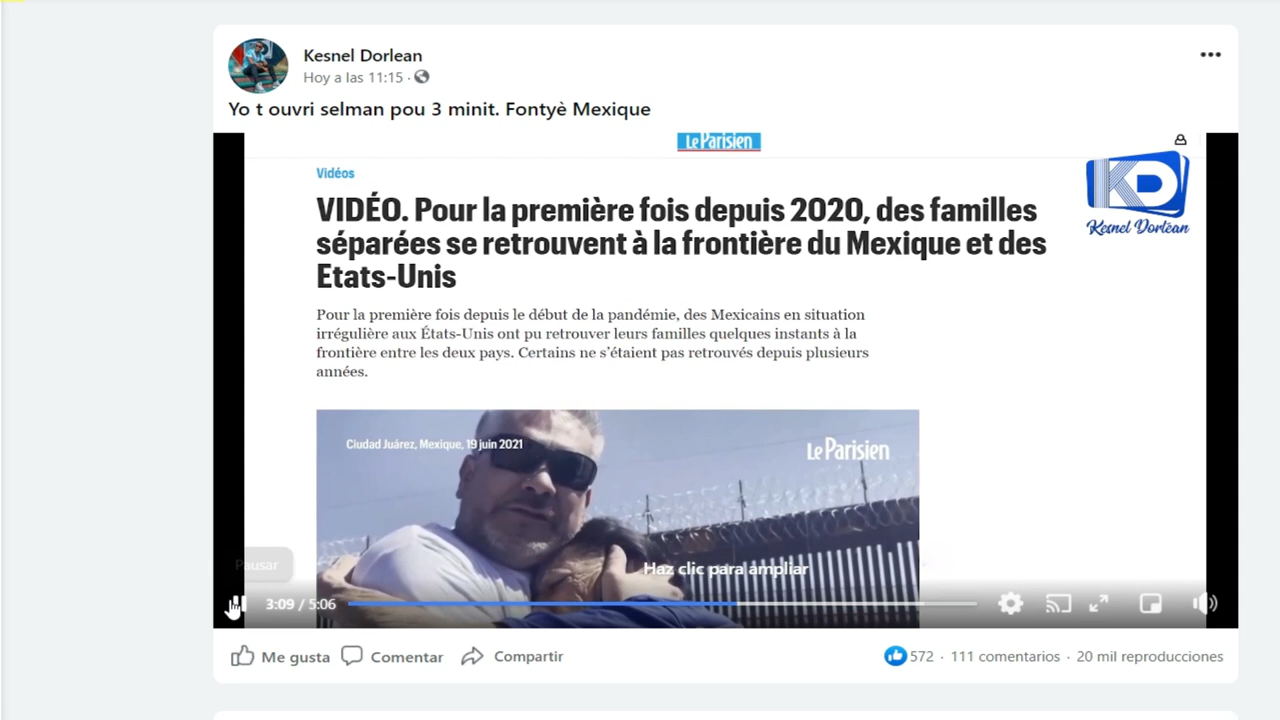 Kesnel Dorlean
Hoy a las 11:15 ·
Yo t ouvri selman pou 3 minit. Fontyè Mexique
Le Parisien
Vidéos
VIDÉO. Pour la première fois depuis 2020, des familles
séparées se retrouvent à la frontière du Mexique et des
Etats-Unis
KD
Kesnel Dorlean
Pour la première fois depuis le début de la pandémie, des Mexicains en situation
irrégulière aux États-Unis ont pu retrouver leurs familles quelques instants à la
frontière entre les deux pays. Certains ne s'étaient pas retrouvés depuis plusieurs
années.
Ciudad Juárez, Mexique, 19 juin 2021
Le Parisien
Pausar
Haz clic para ampliar
3:09 / 5:06
Me gusta Comentar Compartir 572 · 111 comentarios · 20 mil reproducciones